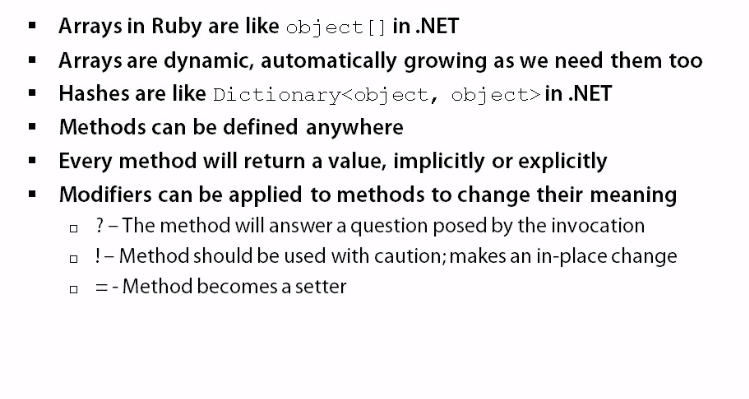 ▪ Arrays in Ruby are like object[] in .NET
▪ Arrays are dynamic, automatically growing as we need them too
▪ Hashes are like Dictionary<object, object> in .NET
▪ Methods can be defined anywhere
▪ Every method will return a value, implicitly or explicitly
▪ Modifiers can be applied to methods to change their meaning
▫ ? – The method will answer a question posed by the invocation
▫ ! – Method should be used with caution; makes an in-place change
▫ = - Method becomes a setter